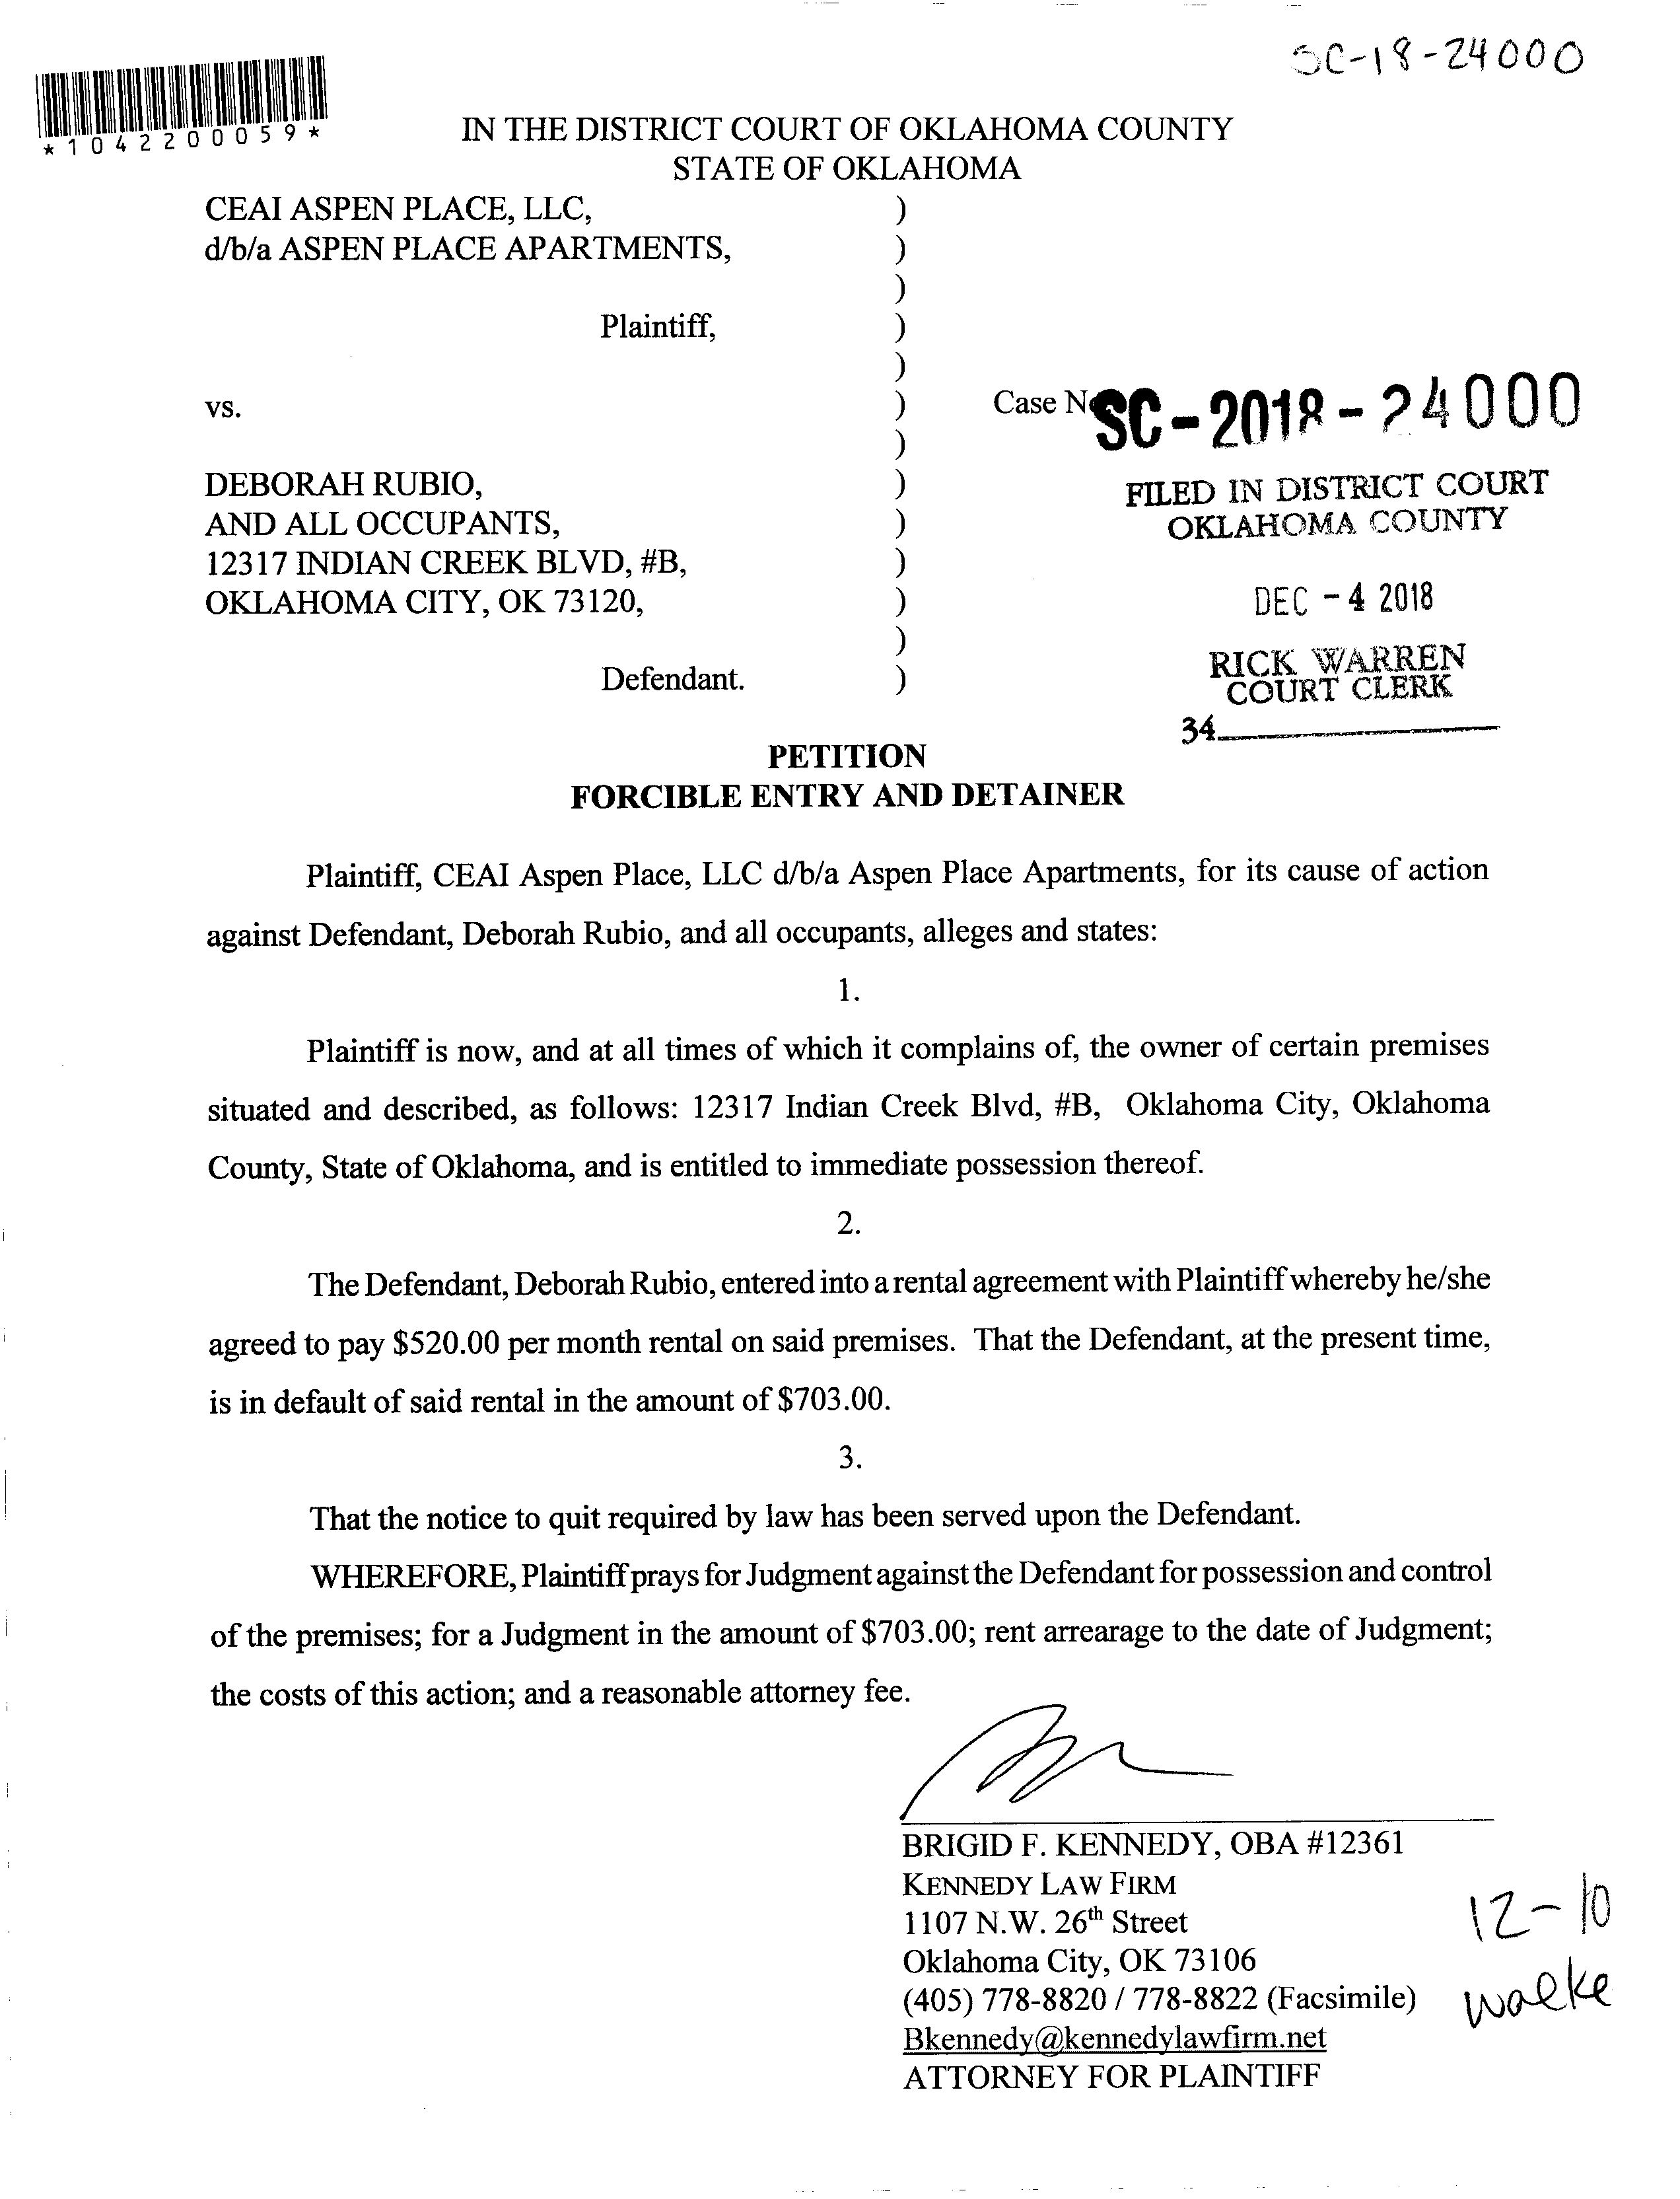 SC-18-24000
*1042200059*
IN THE DISTRICT COURT OF OKLAHOMA COUNTY
STATE OF OKLAHOMA
CEAI ASPEN PLACE, LLC, )
d/b/a ASPEN PLACE APARTMENTS, )
)
Plaintiff, )
)
vs. ) Case No SC-2018-24000
)
DEBORAH RUBIO, ) FILED IN DISTRICT COURT
AND ALL OCCUPANTS, ) OKLAHOMA COUNTY
12317 INDIAN CREEK BLVD, #B, )
OKLAHOMA CITY, OK 73120, ) DEC - 4 2018
)
Defendant. ) RICK WARREN
COURT CLERK
34
PETITION
FORCIBLE ENTRY AND DETAINER
Plaintiff, CEAI Aspen Place, LLC d/b/a Aspen Place Apartments, for its cause of action
against Defendant, Deborah Rubio, and all occupants, alleges and states:
1.
Plaintiff is now, and at all times of which it complains of, the owner of certain premises
situated and described, as follows: 12317 Indian Creek Blvd, #B, Oklahoma City, Oklahoma
County, State of Oklahoma, and is entitled to immediate possession thereof.
2.
The Defendant, Deborah Rubio, entered into a rental agreement with Plaintiff whereby he/she
agreed to pay $520.00 per month rental on said premises. That the Defendant, at the present time,
is in default of said rental in the amount of $703.00.
3.
That the notice to quit required by law has been served upon the Defendant.
WHEREFORE, Plaintiff prays for Judgment against the Defendant for possession and control
of the premises; for a Judgment in the amount of $703.00; rent arrearage to the date of Judgment;
the costs of this action; and a reasonable attorney fee.
BRIGID F. KENNEDY, OBA #12361
KENNEDY LAW FIRM
1107 N.W. 26th Street
Oklahoma City, OK 73106
(405) 778-8820 / 778-8822 (Facsimile)
Bkennedy@kennedylawfirm.net
ATTORNEY FOR PLAINTIFF
12-10
walke